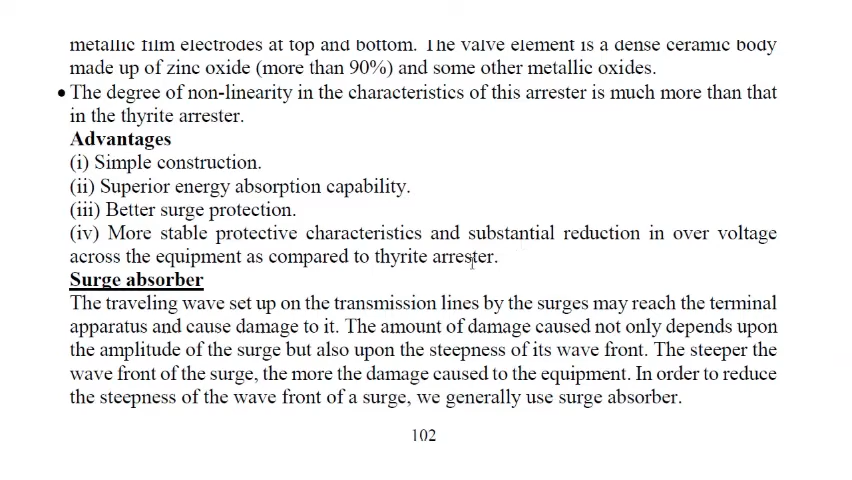 metallic film electrodes at top and bottom. The valve element is a dense ceramic body
made up of zinc oxide (more than 90%) and some other metallic oxides.
• The degree of non-linearity in the characteristics of this arrester is much more than that
in the thyrite arrester.
Advantages
(i) Simple construction.
(ii) Superior energy absorption capability.
(iii) Better surge protection.
(iv) More stable protective characteristics and substantial reduction in over voltage
across the equipment as compared to thyrite arrester.
Surge absorber
The traveling wave set up on the transmission lines by the surges may reach the terminal
apparatus and cause damage to it. The amount of damage caused not only depends upon
the amplitude of the surge but also upon the steepness of its wave front. The steeper the
wave front of the surge, the more the damage caused to the equipment. In order to reduce
the steepness of the wave front of a surge, we generally use surge absorber.
102